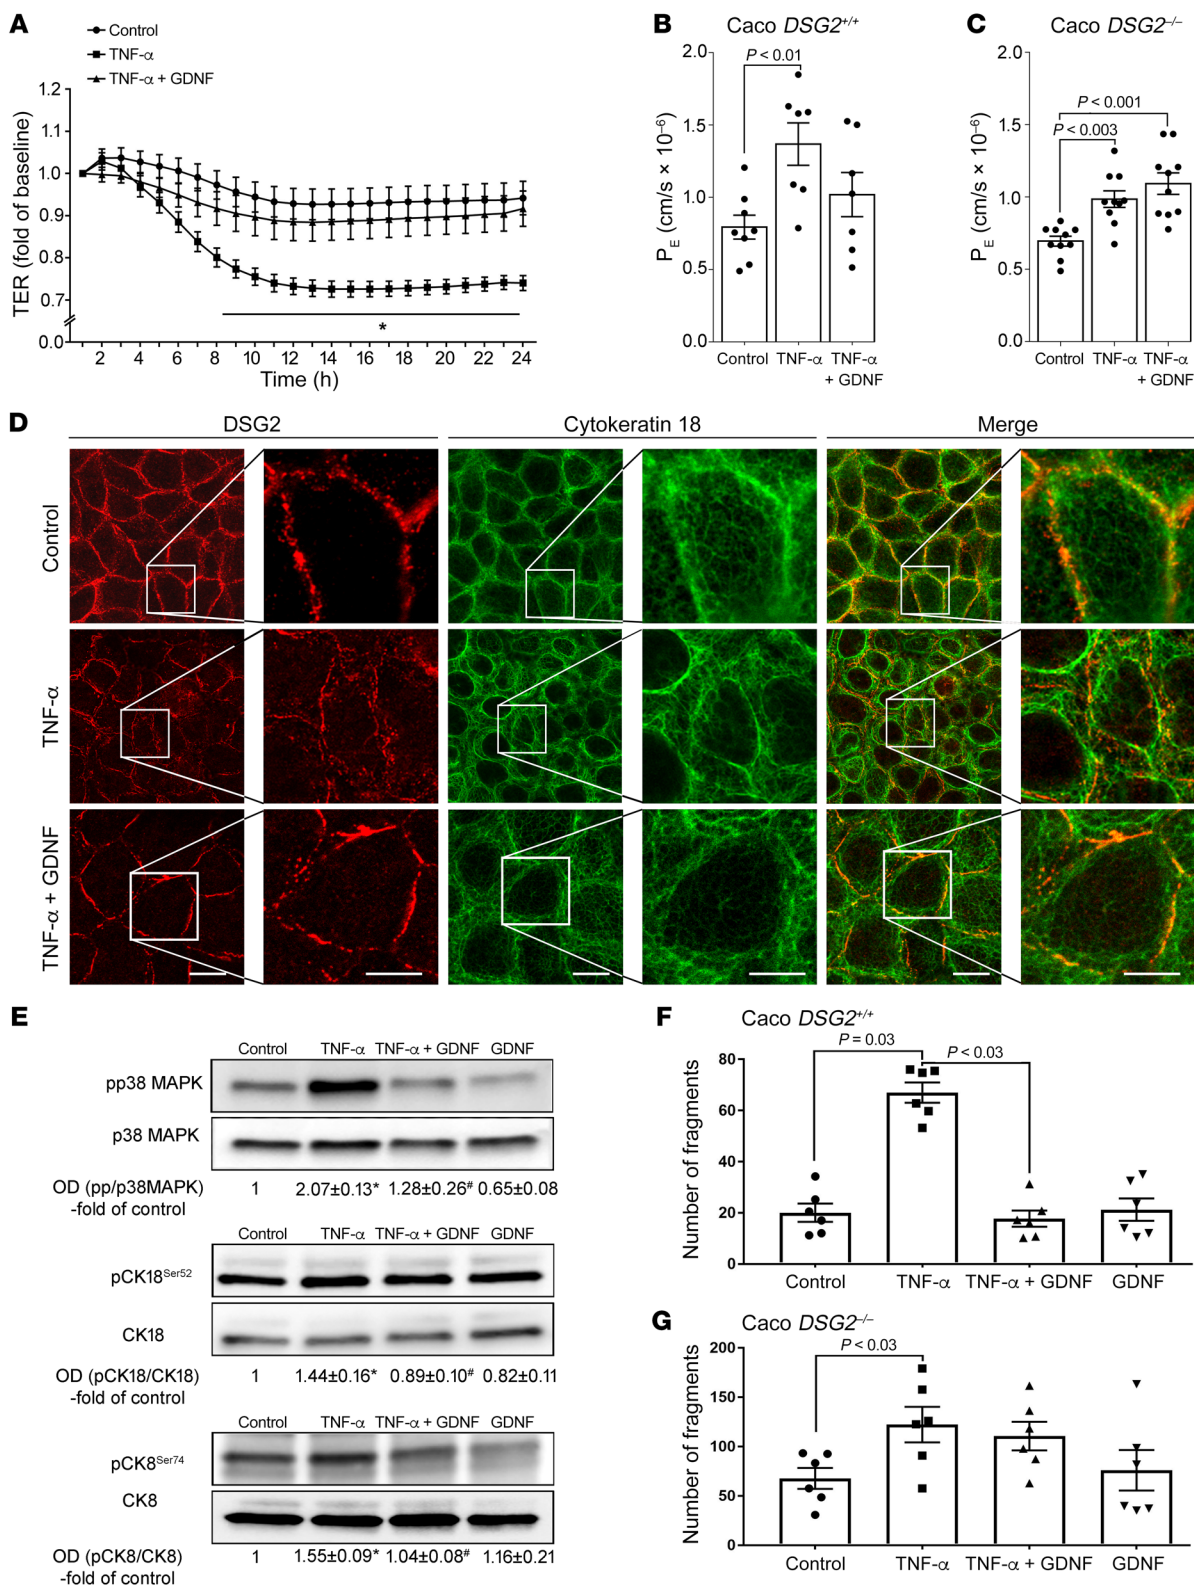 A
Control
TNF-α
TNF-α + GDNF
TER (fold of baseline)
1.2
1.1
1.0
0.9
0.8
0.7
0.0
*
2 4 6 8 10 12 14 16 18 20 22 24
Time (h)
B
Caco DSG2+/+
P < 0.01
PE (cm/s × 10–6)
2.0
1.5
1.0
0.5
0.0
Control TNF-α TNF-α + GDNF
C
Caco DSG2–/–
P < 0.001
P < 0.003
PE (cm/s × 10–6)
2.0
1.5
1.0
0.5
0.0
Control TNF-α TNF-α + GDNF
D
DSG2 Cytokeratin 18 Merge
Control
TNF-α
TNF-α + GDNF
E
Control TNF-α TNF-α + GDNF GDNF
pp38 MAPK
p38 MAPK
OD (pp/p38MAPK) 1 2.07±0.13* 1.28±0.26# 0.65±0.08
-fold of control
Control TNF-α TNF-α + GDNF GDNF
pCK18Ser52
CK18
OD (pCK18/CK18) 1 1.44±0.16* 0.89±0.10# 0.82±0.11
-fold of control
Control TNF-α TNF-α + GDNF GDNF
pCK8Ser74
CK8
OD (pCK8/CK8) 1 1.55±0.09* 1.04±0.08# 1.16±0.21
-fold of control
F
Caco DSG2+/+
P = 0.03
P < 0.03
Number of fragments
80
60
40
20
0
Control TNF-α TNF-α + GDNF GDNF
G
Caco DSG2–/–
P < 0.03
Number of fragments
200
150
100
50
0
Control TNF-α TNF-α + GDNF GDNF